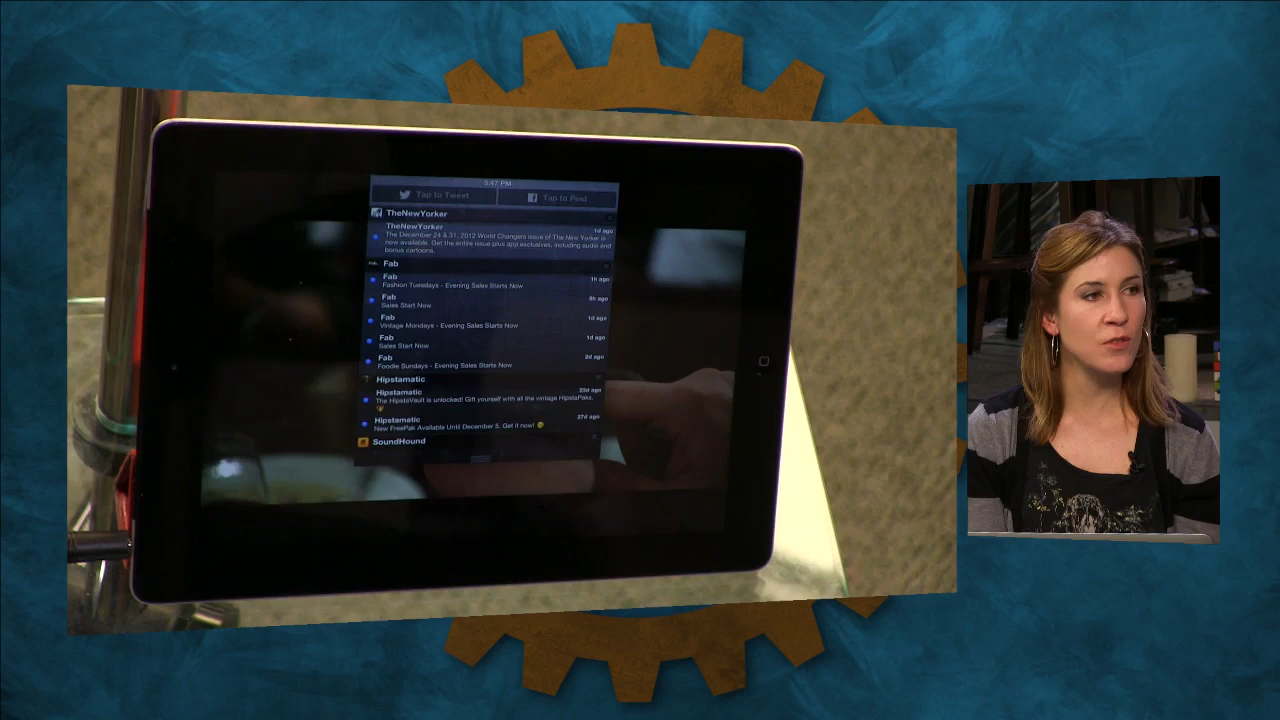 5:47 PM
Tap to Tweet
Tap to Post
TheNewYorker
TheNewYorker
1d ago
The December 24 & 31, 2012 World Changers issue of The New Yorker is
now available. Get the entire issue plus app exclusives, including audio and
bonus cartoons.
Fab
Fab
1h ago
Fashion Tuesdays - Evening Sales Starts Now
Fab
8h ago
Sales Start Now
Fab
1d ago
Vintage Mondays - Evening Sales Starts Now
Fab
1d ago
Sales Start Now
Fab
2d ago
Foodie Sundays - Evening Sales Starts Now
Hipstamatic
Hipstamatic
23d ago
The HipstaVault is unlocked! Gift yourself with all the vintage HipstaPaks.
Hipstamatic
27d ago
New FreePak Available Until December 5. Get it now!
SoundHound